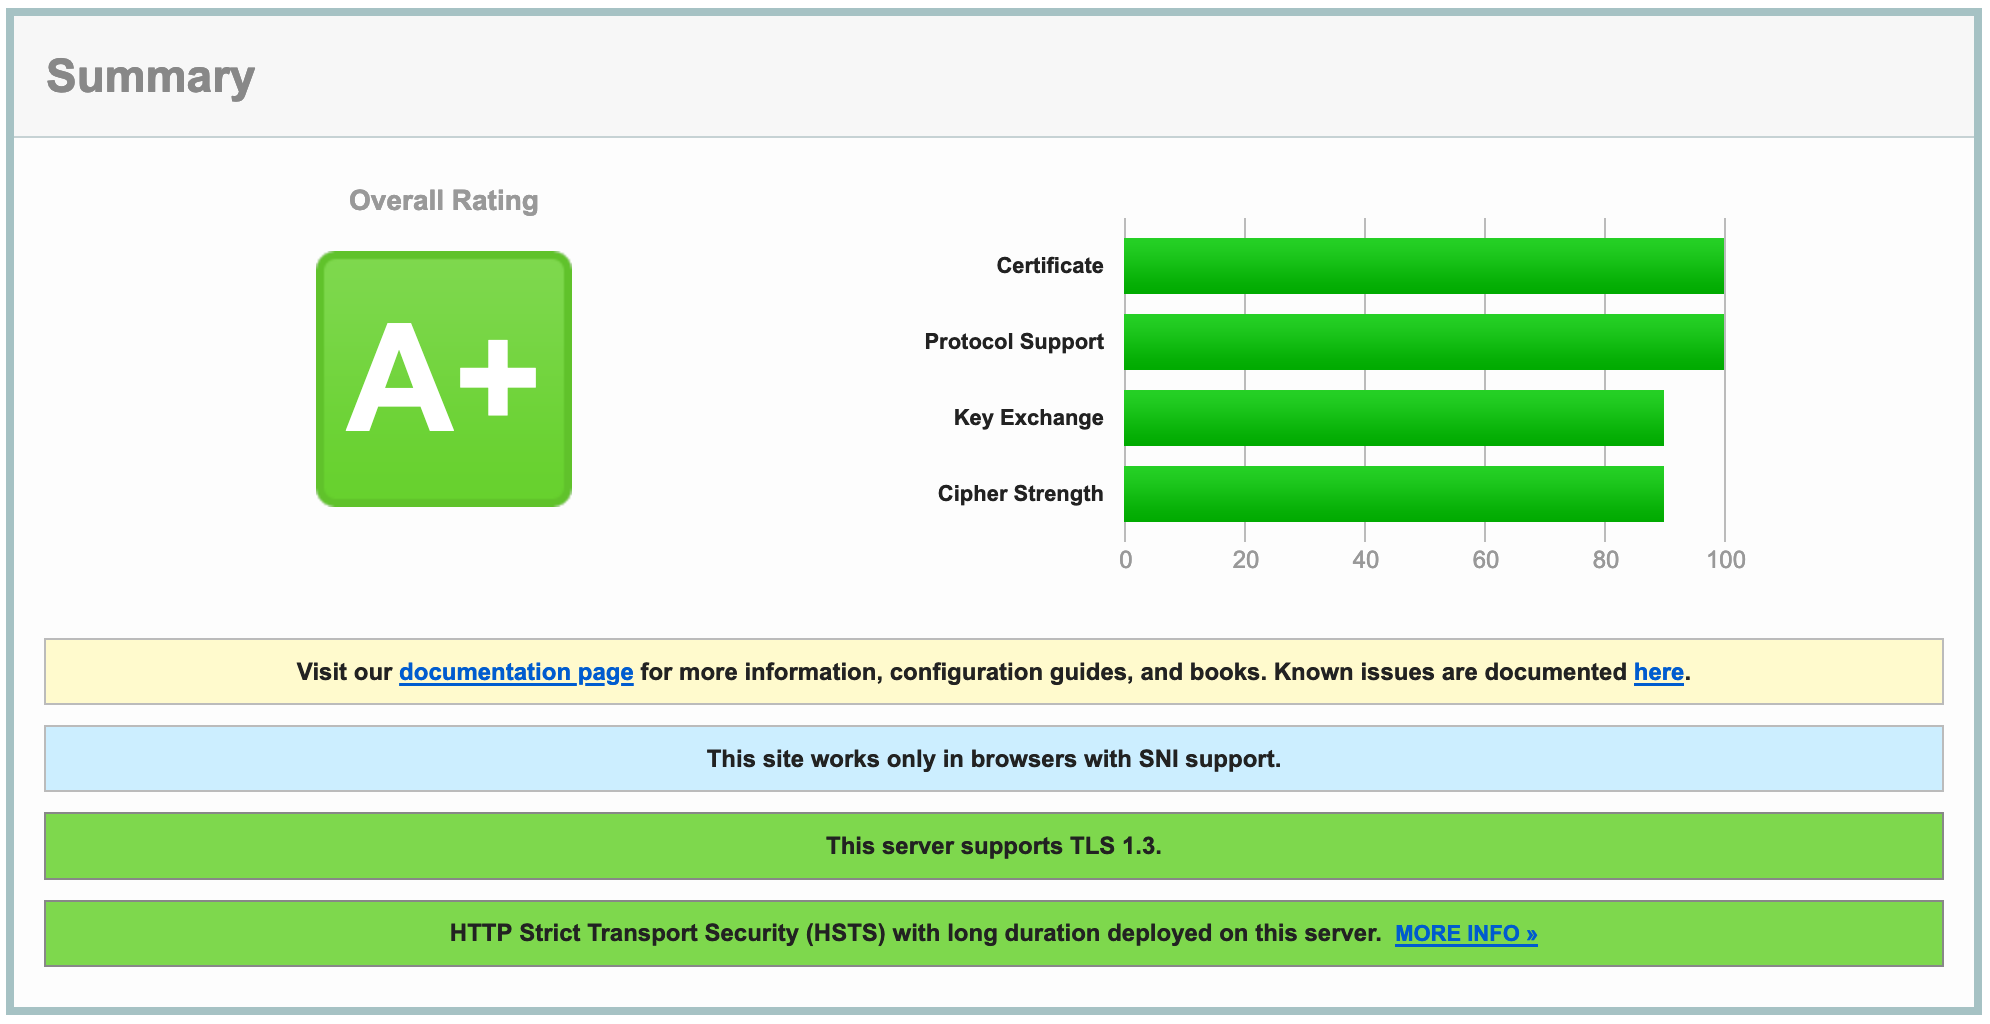 Summary
Overall Rating
A+
Certificate
Protocol Support
Key Exchange
Cipher Strength
0 20 40 60 80 100
Visit our documentation page for more information, configuration guides, and books. Known issues are documented here.
This site works only in browsers with SNI support.
This server supports TLS 1.3.
HTTP Strict Transport Security (HSTS) with long duration deployed on this server. MORE INFO »